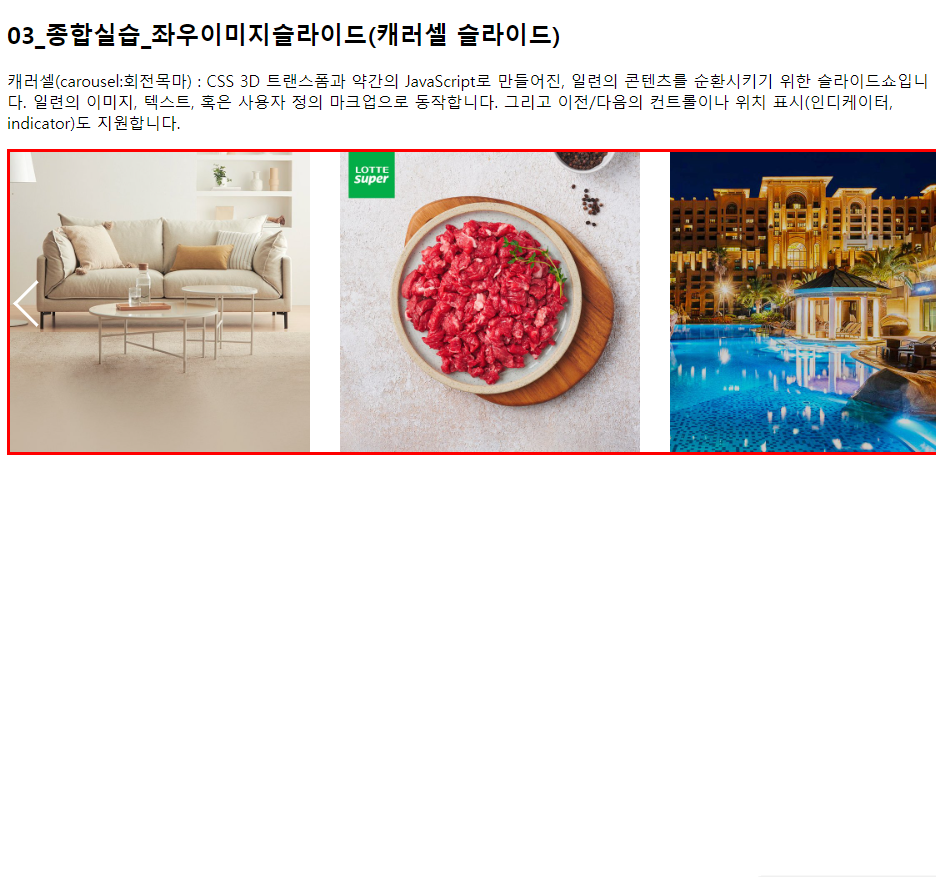 03_종합실습_좌우이미지슬라이드(캐러셀 슬라이드)
캐러셀(carousel:회전목마) : CSS 3D 트랜스폼과 약간의 JavaScript로 만들어진, 일련의 콘텐츠를 순환시키기 위한 슬라이드쇼입니
다. 일련의 이미지, 텍스트, 혹은 사용자 정의 마크업으로 동작합니다. 그리고 이전/다음의 컨트롤이나 위치 표시(인디케이터,
indicator)도 지원합니다.
LOTTE
super